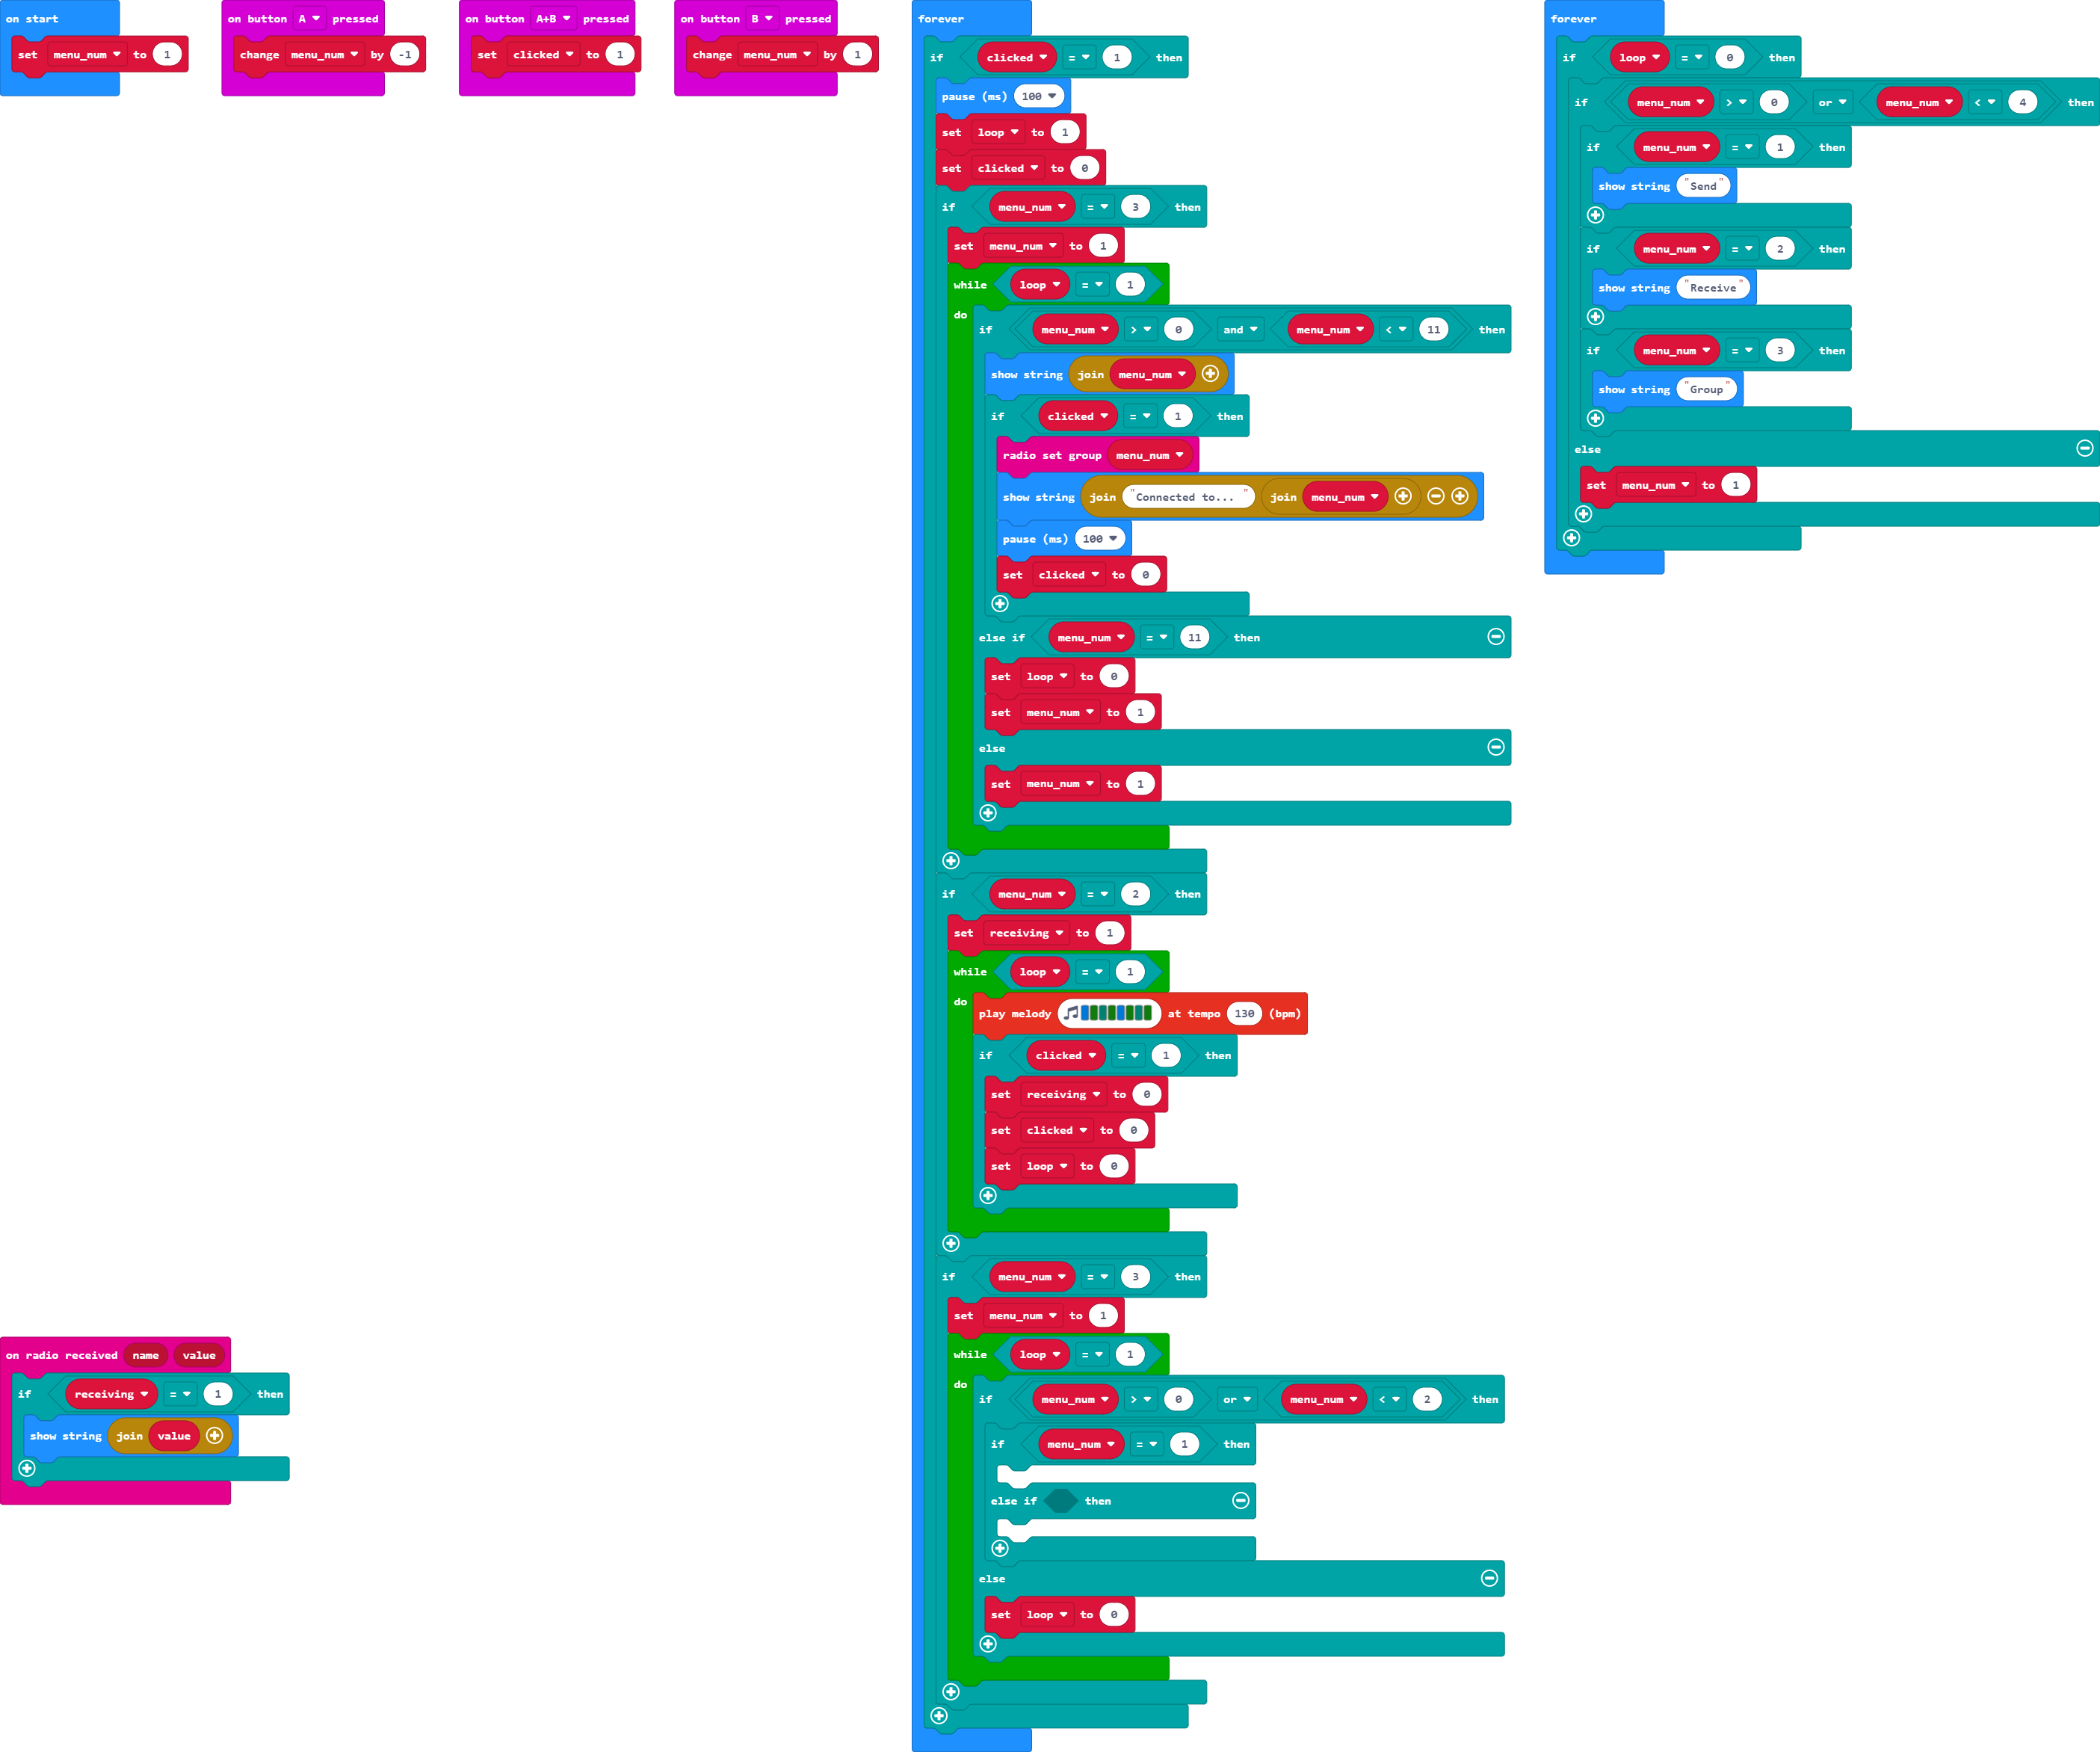 on start
set menu_num to 1
on button A pressed
change menu_num by -1
on button A+B pressed
set clicked to 1
on button B pressed
change menu_num by 1
forever
if clicked = 1 then
pause (ms) 100
set loop to 1
set clicked to 0
if menu_num = 3 then
set menu_num to 1
while loop = 1
do
if menu_num > 0 and menu_num < 11 then
show string join menu_num
if clicked = 1 then
radio set group menu_num
show string join "Connected to... " join menu_num
pause (ms) 100
set clicked to 0
else if menu_num = 11 then
set loop to 0
set menu_num to 1
else
set menu_num to 1
if menu_num = 2 then
set receiving to 1
while loop = 1
do
play melody at tempo 130 (bpm)
if clicked = 1 then
set receiving to 0
set clicked to 0
set loop to 0
if menu_num = 3 then
set menu_num to 1
while loop = 1
do
if menu_num > 0 or menu_num < 2 then
if menu_num = 1 then
else if then
else
set loop to 0
forever
if loop = 0 then
if menu_num > 0 or menu_num < 4 then
if menu_num = 1 then
show string "Send"
if menu_num = 2 then
show string "Receive"
if menu_num = 3 then
show string "Group"
else
set menu_num to 1
on radio received name value
if receiving = 1 then
show string join value